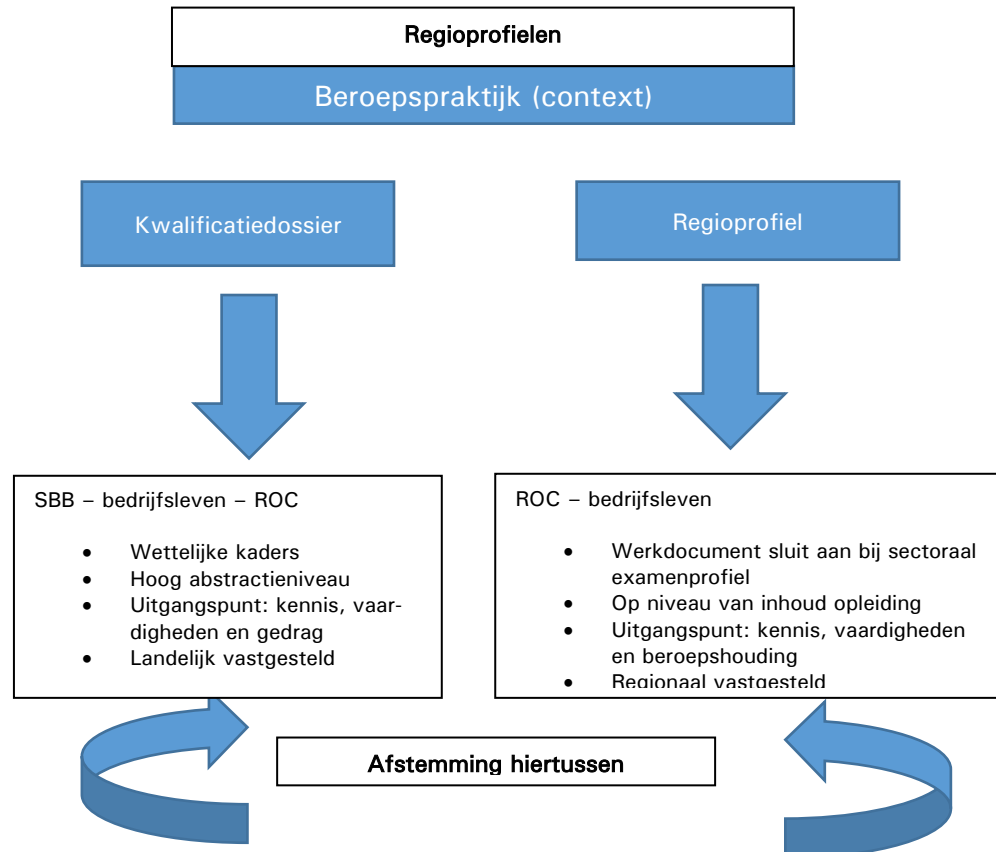 Regioprofielen
Beroepspraktijk (context)
Kwalificatiedossier
Regioprofiel
SBB – bedrijfsleven – ROC
• Wettelijke kaders
• Hoog abstractieniveau
• Uitgangspunt: kennis, vaar-
digheden en gedrag
• Landelijk vastgesteld
ROC – bedrijfsleven
• Werkdocument sluit aan bij sectoraal
examenprofiel
• Op niveau van inhoud opleiding
• Uitgangspunt: kennis, vaardigheden
en beroepshouding
• Regionaal vastgesteld
Afstemming hiertussen